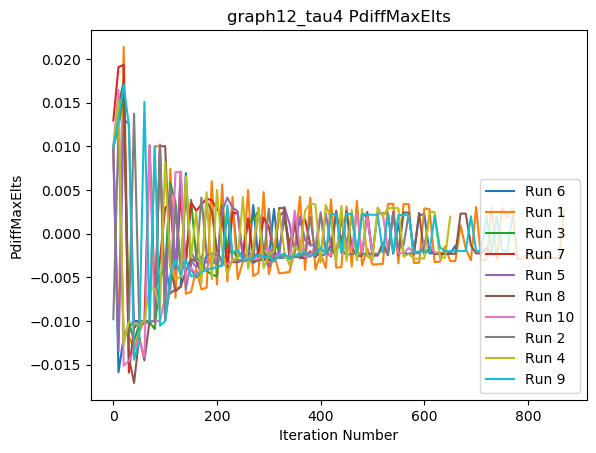 graph12_tau4 PdiffMaxElts
0.020
0.015
0.010
0.005
0.000
−0.005
−0.010
−0.015
PdiffMaxElts
0
200
400
600
800
Iteration Number
Run 6
Run 1
Run 3
Run 7
Run 5
Run 8
Run 10
Run 2
Run 4
Run 9